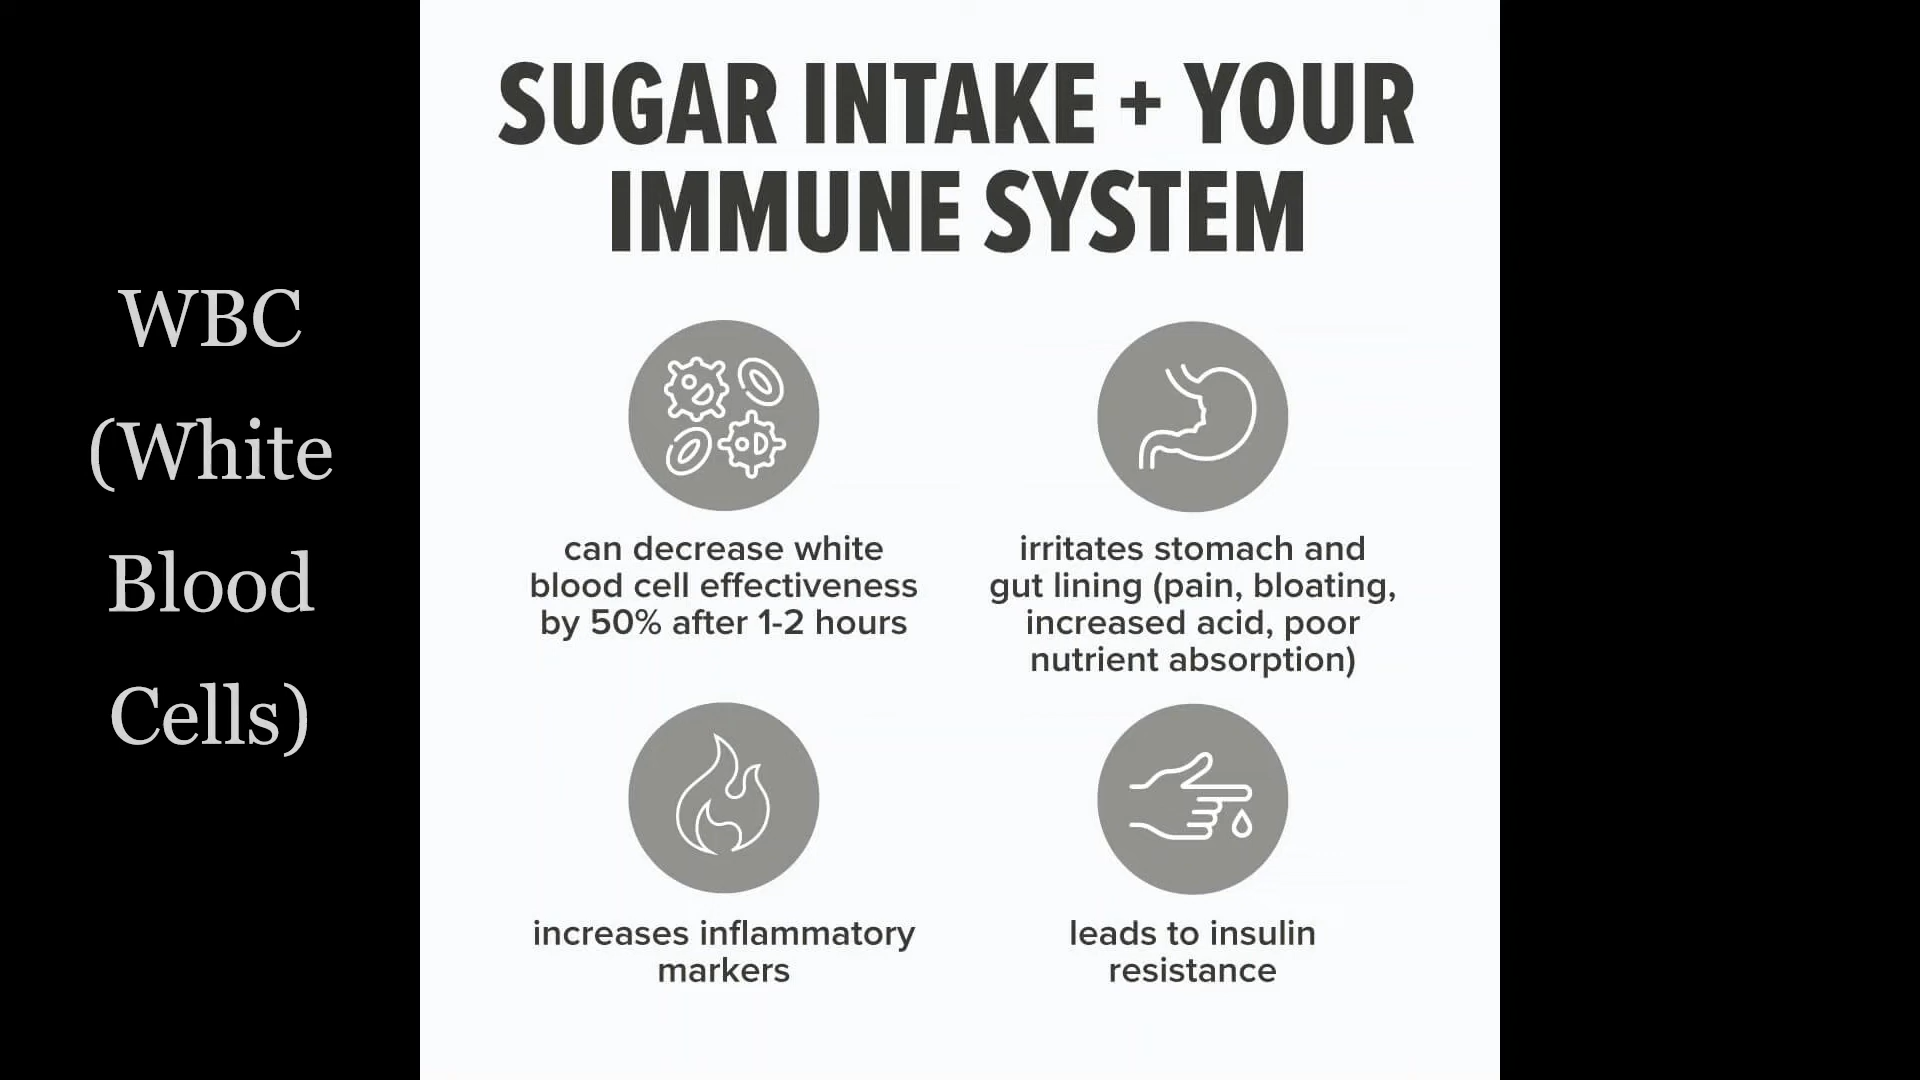 WBC
(White
Blood
Cells)
SUGAR INTAKE + YOUR
IMMUNE SYSTEM
can decrease white
blood cell effectiveness
by 50% after 1-2 hours
irritates stomach and
gut lining (pain, bloating,
increased acid, poor
nutrient absorption)
increases inflammatory
markers
leads to insulin
resistance